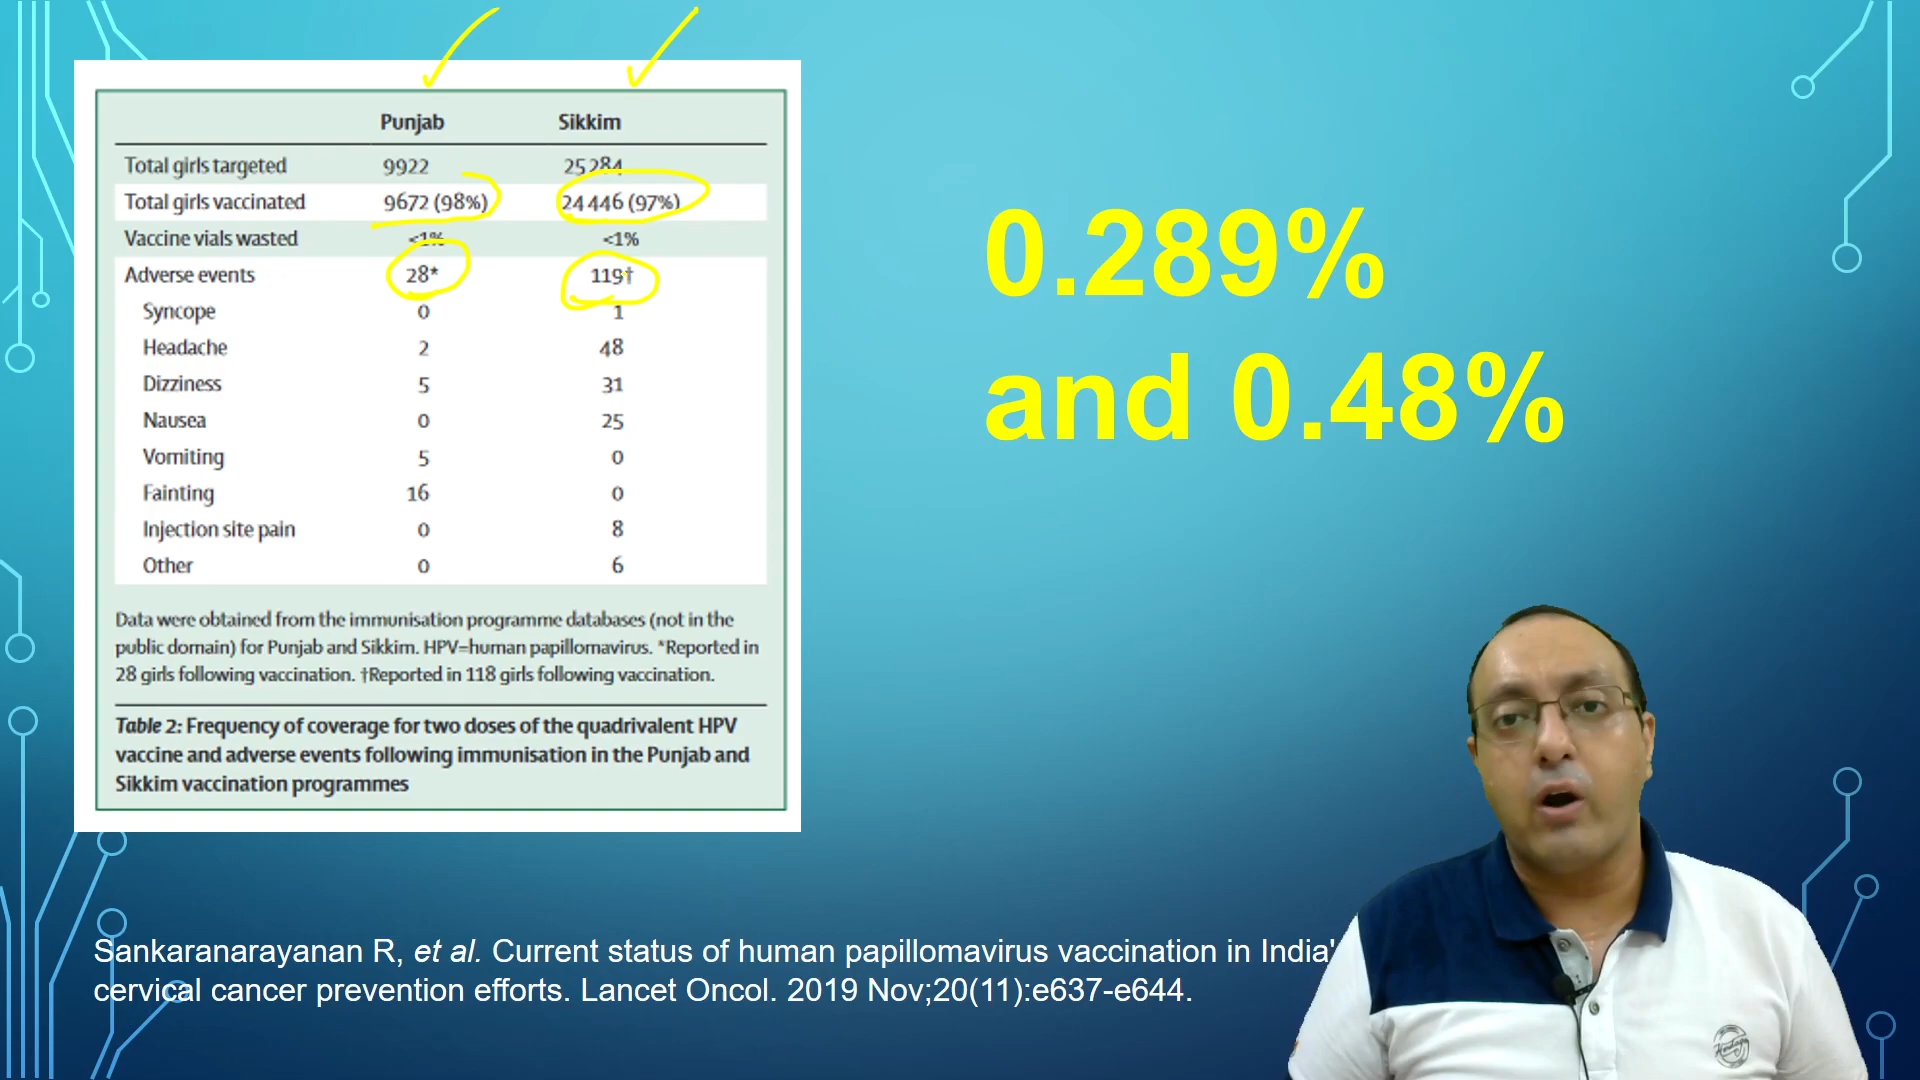 Punjab Sikkim
Total girls targeted 9922 25 284
Total girls vaccinated 9672 (98%) 24 446 (97%)
Vaccine vials wasted <1% <1%
Adverse events 28* 119†
Syncope 0 1
Headache 2 48
Dizziness 5 31
Nausea 0 25
Vomiting 5 0
Fainting 16 0
Injection site pain 0 8
Other 0 6
Data were obtained from the immunisation programme databases (not in the
public domain) for Punjab and Sikkim. HPV=human papillomavirus. *Reported in
28 girls following vaccination. †Reported in 118 girls following vaccination.
Table 2: Frequency of coverage for two doses of the quadrivalent HPV
vaccine and adverse events following immunisation in the Punjab and
Sikkim vaccination programmes
0.289%
and 0.48%
Sankaranarayanan R, et al. Current status of human papillomavirus vaccination in India'
cervical cancer prevention efforts. Lancet Oncol. 2019 Nov;20(11):e637-e644.